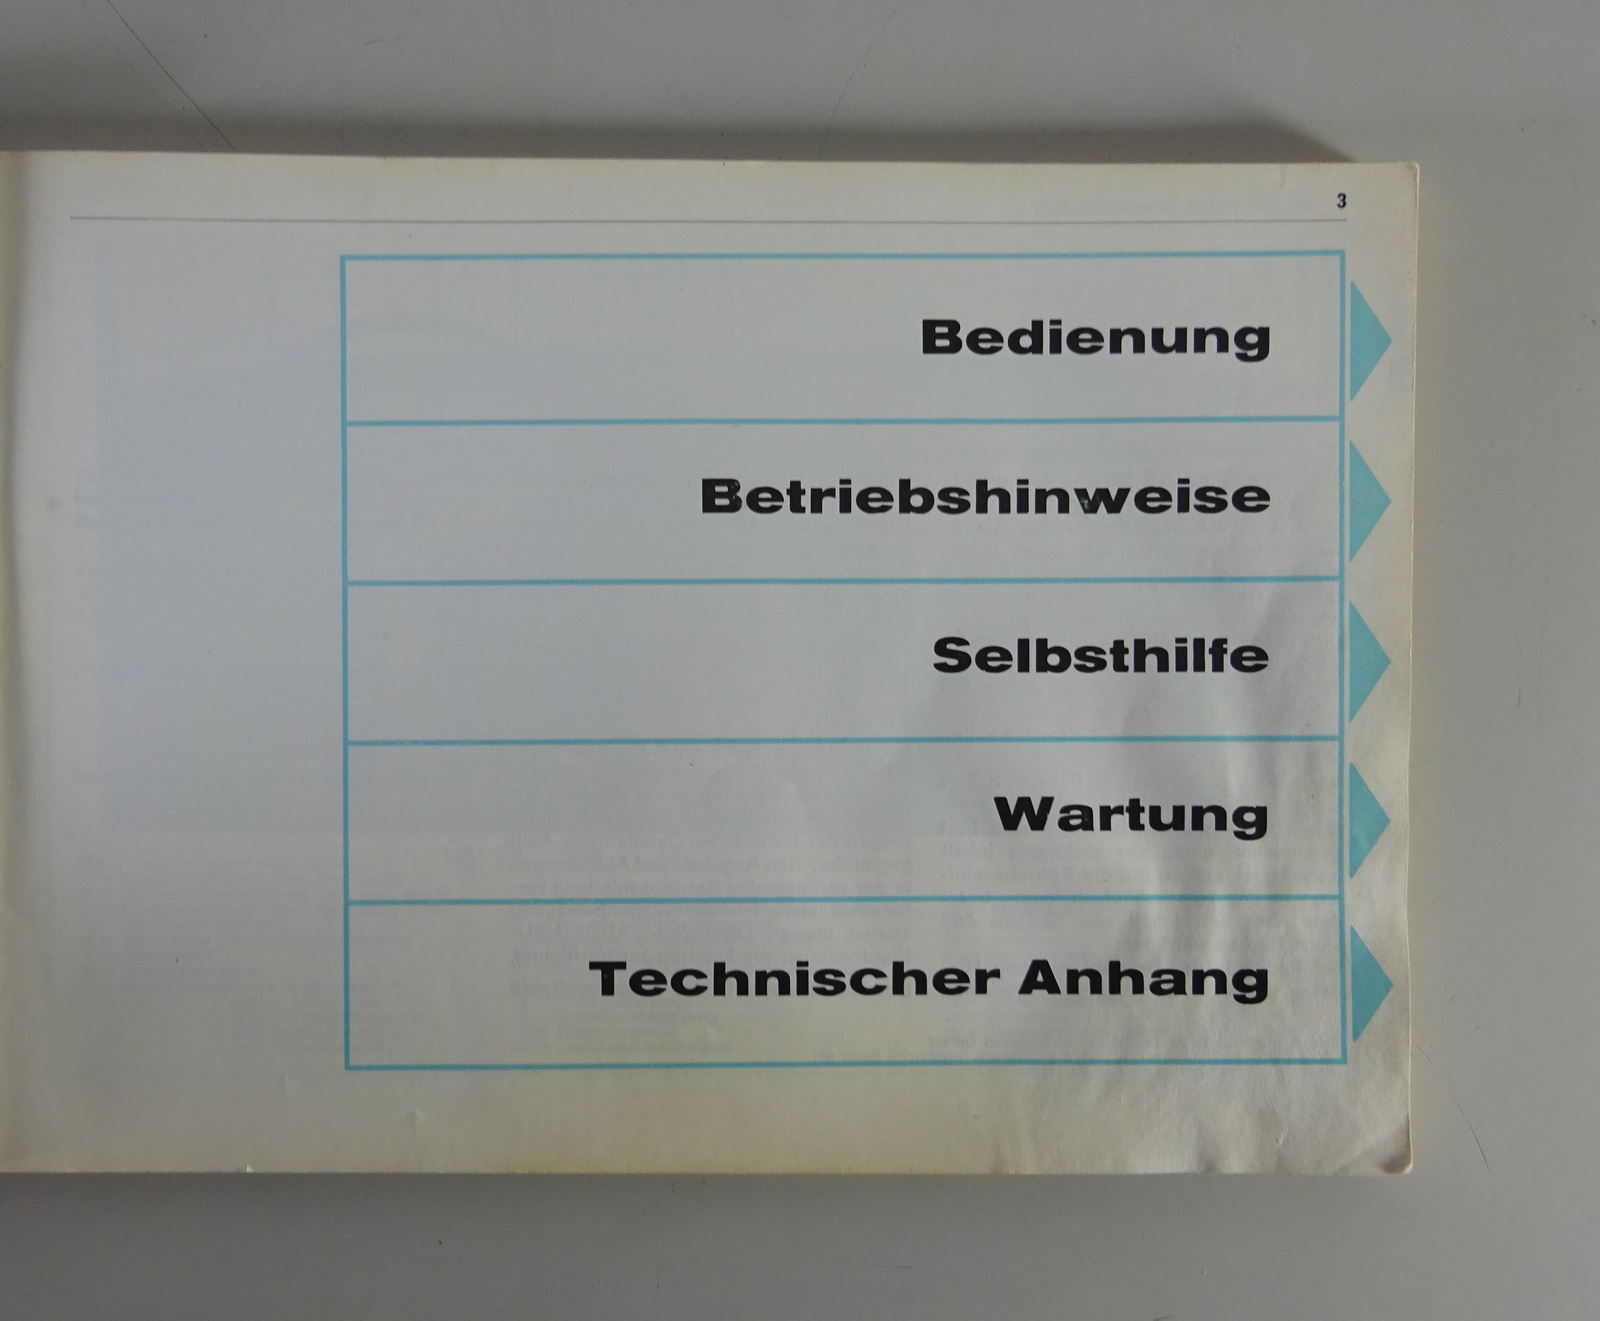 3
Bedienung
Betriebshinweise
Selbsthilfe
Wartung
Technischer Anhang